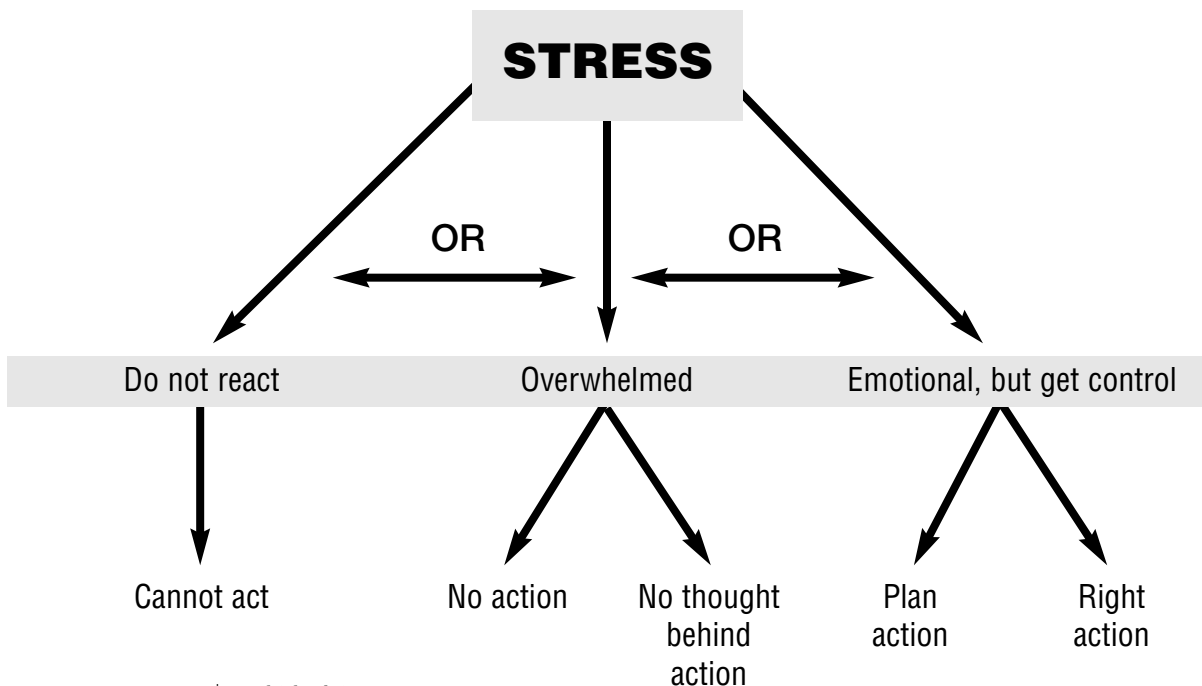 STRESS
OR OR
Do not react Overwhelmed Emotional, but get control
Cannot act No action No thought behind action Plan action Right action